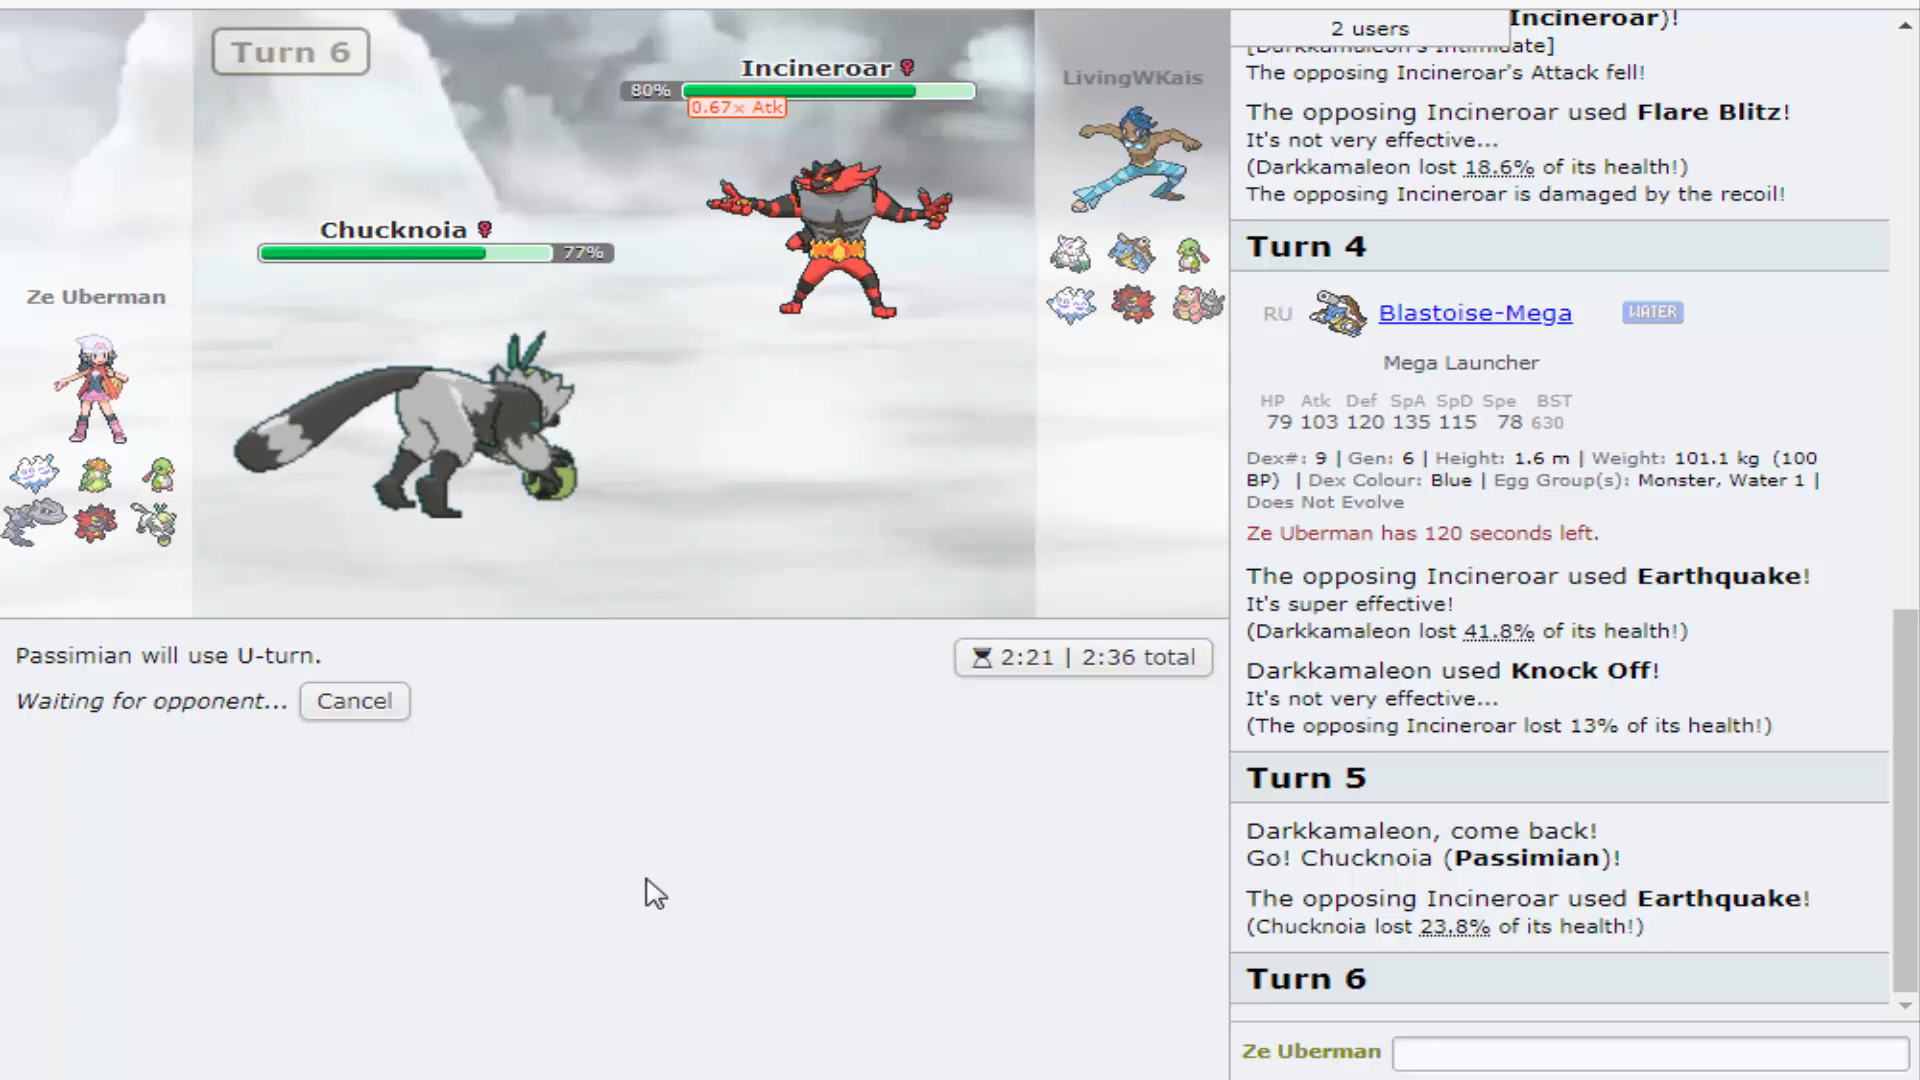 Turn 6
Incineroar
80%
0.67× Atk
LivingWKais
Chucknoia
77%
Ze Uberman
Passimian will use U-turn.
2:21 | 2:36 total
Waiting for opponent... Cancel
2 users
Incineroar)!
[Darkkamaleon's Intimidate]
The opposing Incineroar's Attack fell!
The opposing Incineroar used Flare Blitz!
It's not very effective...
(Darkkamaleon lost 18.6% of its health!)
The opposing Incineroar is damaged by the recoil!
Turn 4
RU Blastoise-Mega WATER
Mega Launcher
HP Atk Def SpA SpD Spe BST
79 103 120 135 115 78 630
Dex#: 9 | Gen: 6 | Height: 1.6 m | Weight: 101.1 kg (100
BP) | Dex Colour: Blue | Egg Group(s): Monster, Water 1 |
Does Not Evolve
Ze Uberman has 120 seconds left.
The opposing Incineroar used Earthquake!
It's super effective!
(Darkkamaleon lost 41.8% of its health!)
Darkkamaleon used Knock Off!
It's not very effective...
(The opposing Incineroar lost 13% of its health!)
Turn 5
Darkkamaleon, come back!
Go! Chucknoia (Passimian)!
The opposing Incineroar used Earthquake!
(Chucknoia lost 23.8% of its health!)
Turn 6
Ze Uberman